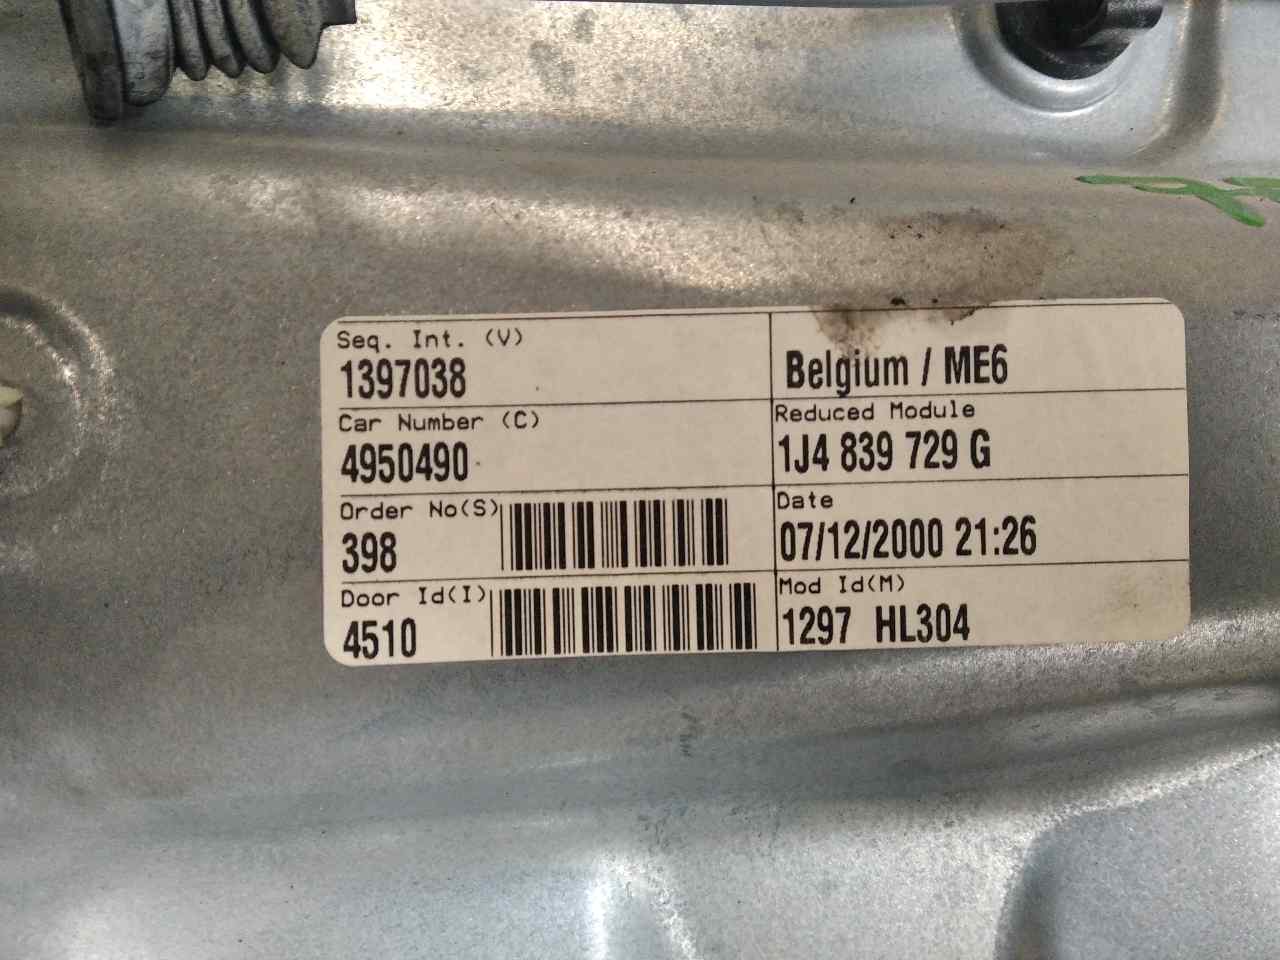 Seq. Int. (V)
1397038
Belgium / ME6
Car Number (C)
4950490
Reduced Module
1J4 839 729 G
Order No(S)
398
Date
07/12/2000 21:26
Door Id(I)
4510
Mod Id(M)
1297 HL304